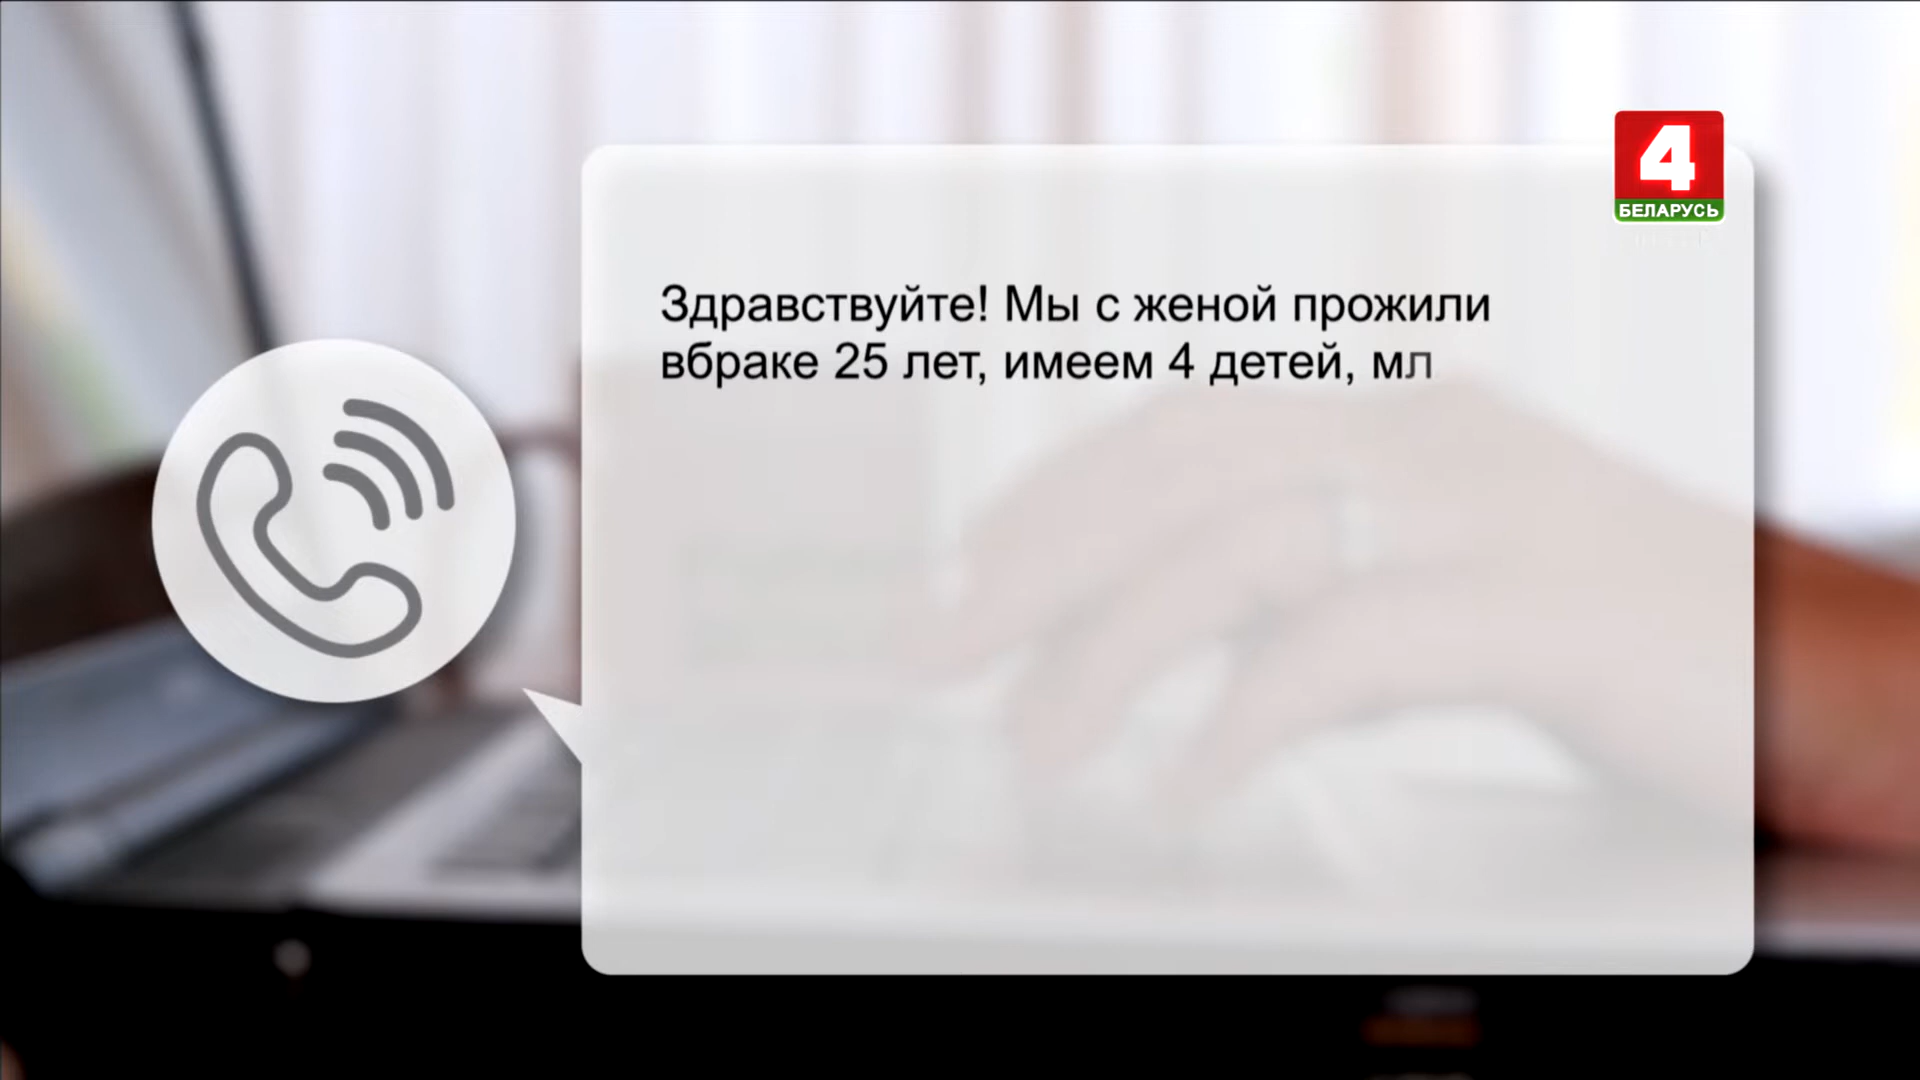 4
БЕЛАРУСЬ
Здравствуйте! Мы с женой прожили
вбраке 25 лет, имеем 4 детей, мл